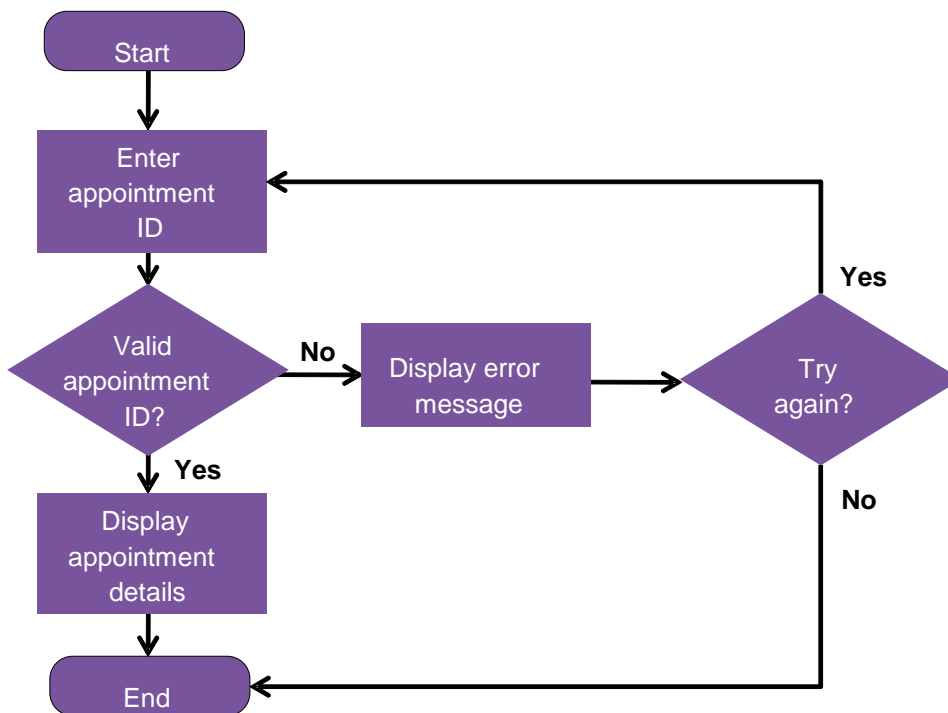 Start
Enter
appointment
ID
Yes
Valid
appointment
ID?
No
Display error
message
Try
again?
Yes
No
Display
appointment
details
End